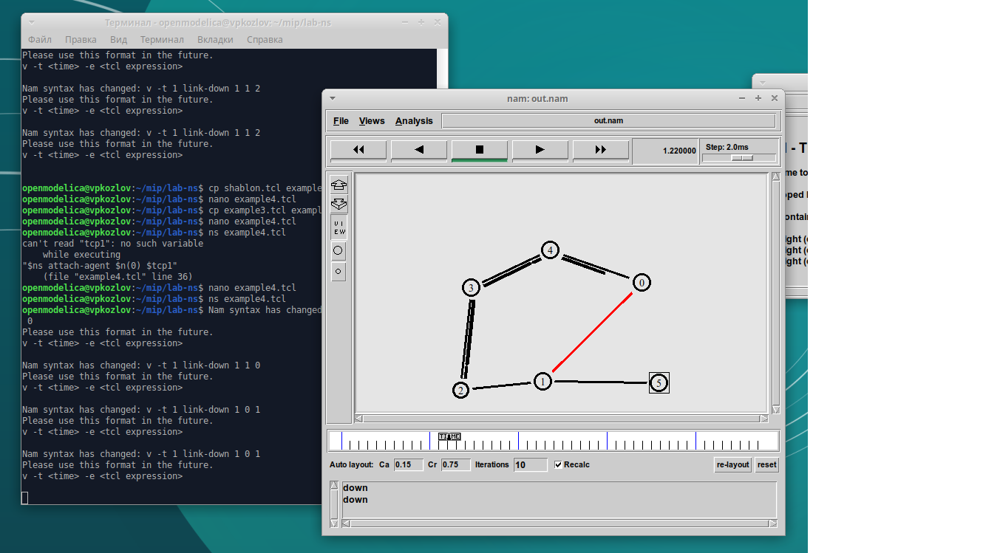 Терминал - openmodelica@vpkozlov: ~/mip/lab-ns
Файл Правка Вид Терминал Вкладки Справка
Please use this format in the future.
v -t <time> -e <tcl expression>
Nam syntax has changed: v -t 1 link-down 1 1 2
Please use this format in the future.
v -t <time> -e <tcl expression>
Nam syntax has changed: v -t 1 link-down 1 1 2
Please use this format in the future.
v -t <time> -e <tcl expression>
openmodelica@vpkozlov:~/mip/lab-ns$ cp shablon.tcl example
openmodelica@vpkozlov:~/mip/lab-ns$ nano example4.tcl
openmodelica@vpkozlov:~/mip/lab-ns$ cp example3.tcl exampl
openmodelica@vpkozlov:~/mip/lab-ns$ nano example4.tcl
openmodelica@vpkozlov:~/mip/lab-ns$ ns example4.tcl
can't read "tcp1": no such variable
while executing
"$ns attach-agent $n(0) $tcp1"
(file "example4.tcl" line 36)
openmodelica@vpkozlov:~/mip/lab-ns$ nano example4.tcl
openmodelica@vpkozlov:~/mip/lab-ns$ ns example4.tcl
openmodelica@vpkozlov:~/mip/lab-ns$ Nam syntax has changed
0
Please use this format in the future.
v -t <time> -e <tcl expression>
Nam syntax has changed: v -t 1 link-down 1 1 0
Please use this format in the future.
v -t <time> -e <tcl expression>
Nam syntax has changed: v -t 1 link-down 1 0 1
Please use this format in the future.
v -t <time> -e <tcl expression>
Nam syntax has changed: v -t 1 link-down 1 0 1
Please use this format in the future.
v -t <time> -e <tcl expression>
nam: out.nam
File Views Analysis out.nam
1.220000 Step: 2.0ms
VIEW
4
3
0
2
1
5
TIME
Auto layout: Ca 0.15 Cr 0.75 Iterations 10 Recalc re-layout reset
down
down
- T
me to
ped
ontai
ght (
ght (
ght (